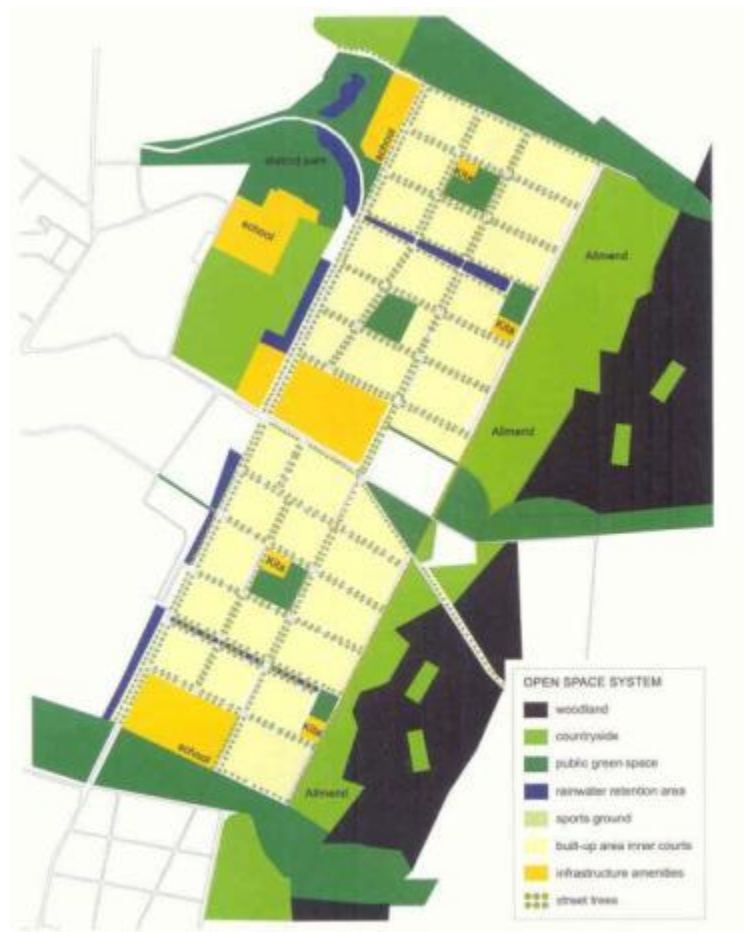 school
district park
Kita
school
Allmend
Kita
Allmend
Kita
Kita
school
Allmend
OPEN SPACE SYSTEM
woodland
countryside
public green space
rainwater retention area
sports ground
built-up area inner courts
infrastructure amenities
street trees